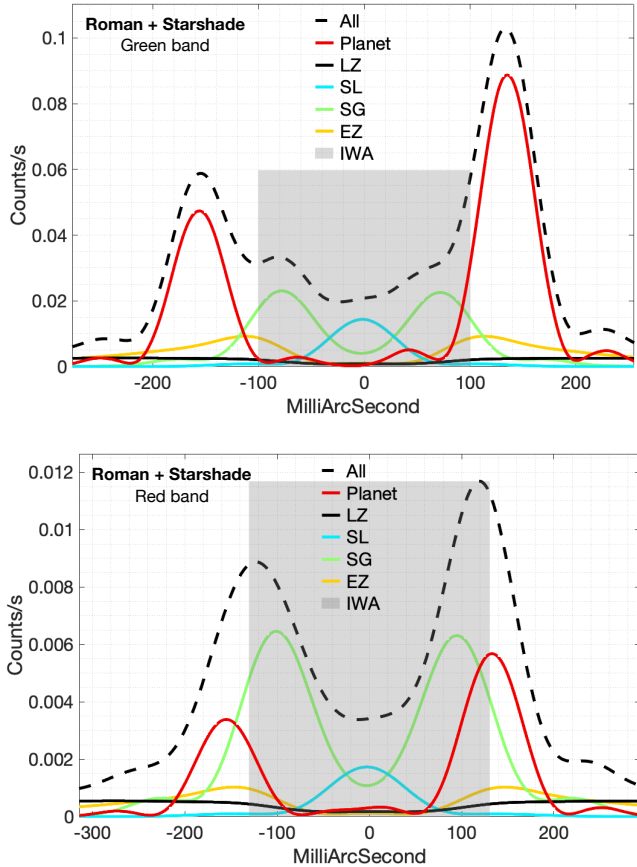 Roman + Starshade
Green band
All
Planet
LZ
SL
SG
EZ
IWA
0.1
0.08
0.06
0.04
0.02
0
Counts/s
-200
-100
0
100
200
MilliArcSecond
Roman + Starshade
Red band
All
Planet
LZ
SL
SG
EZ
IWA
0.012
0.01
0.008
0.006
0.004
0.002
0
Counts/s
-300
-200
-100
0
100
200
MilliArcSecond